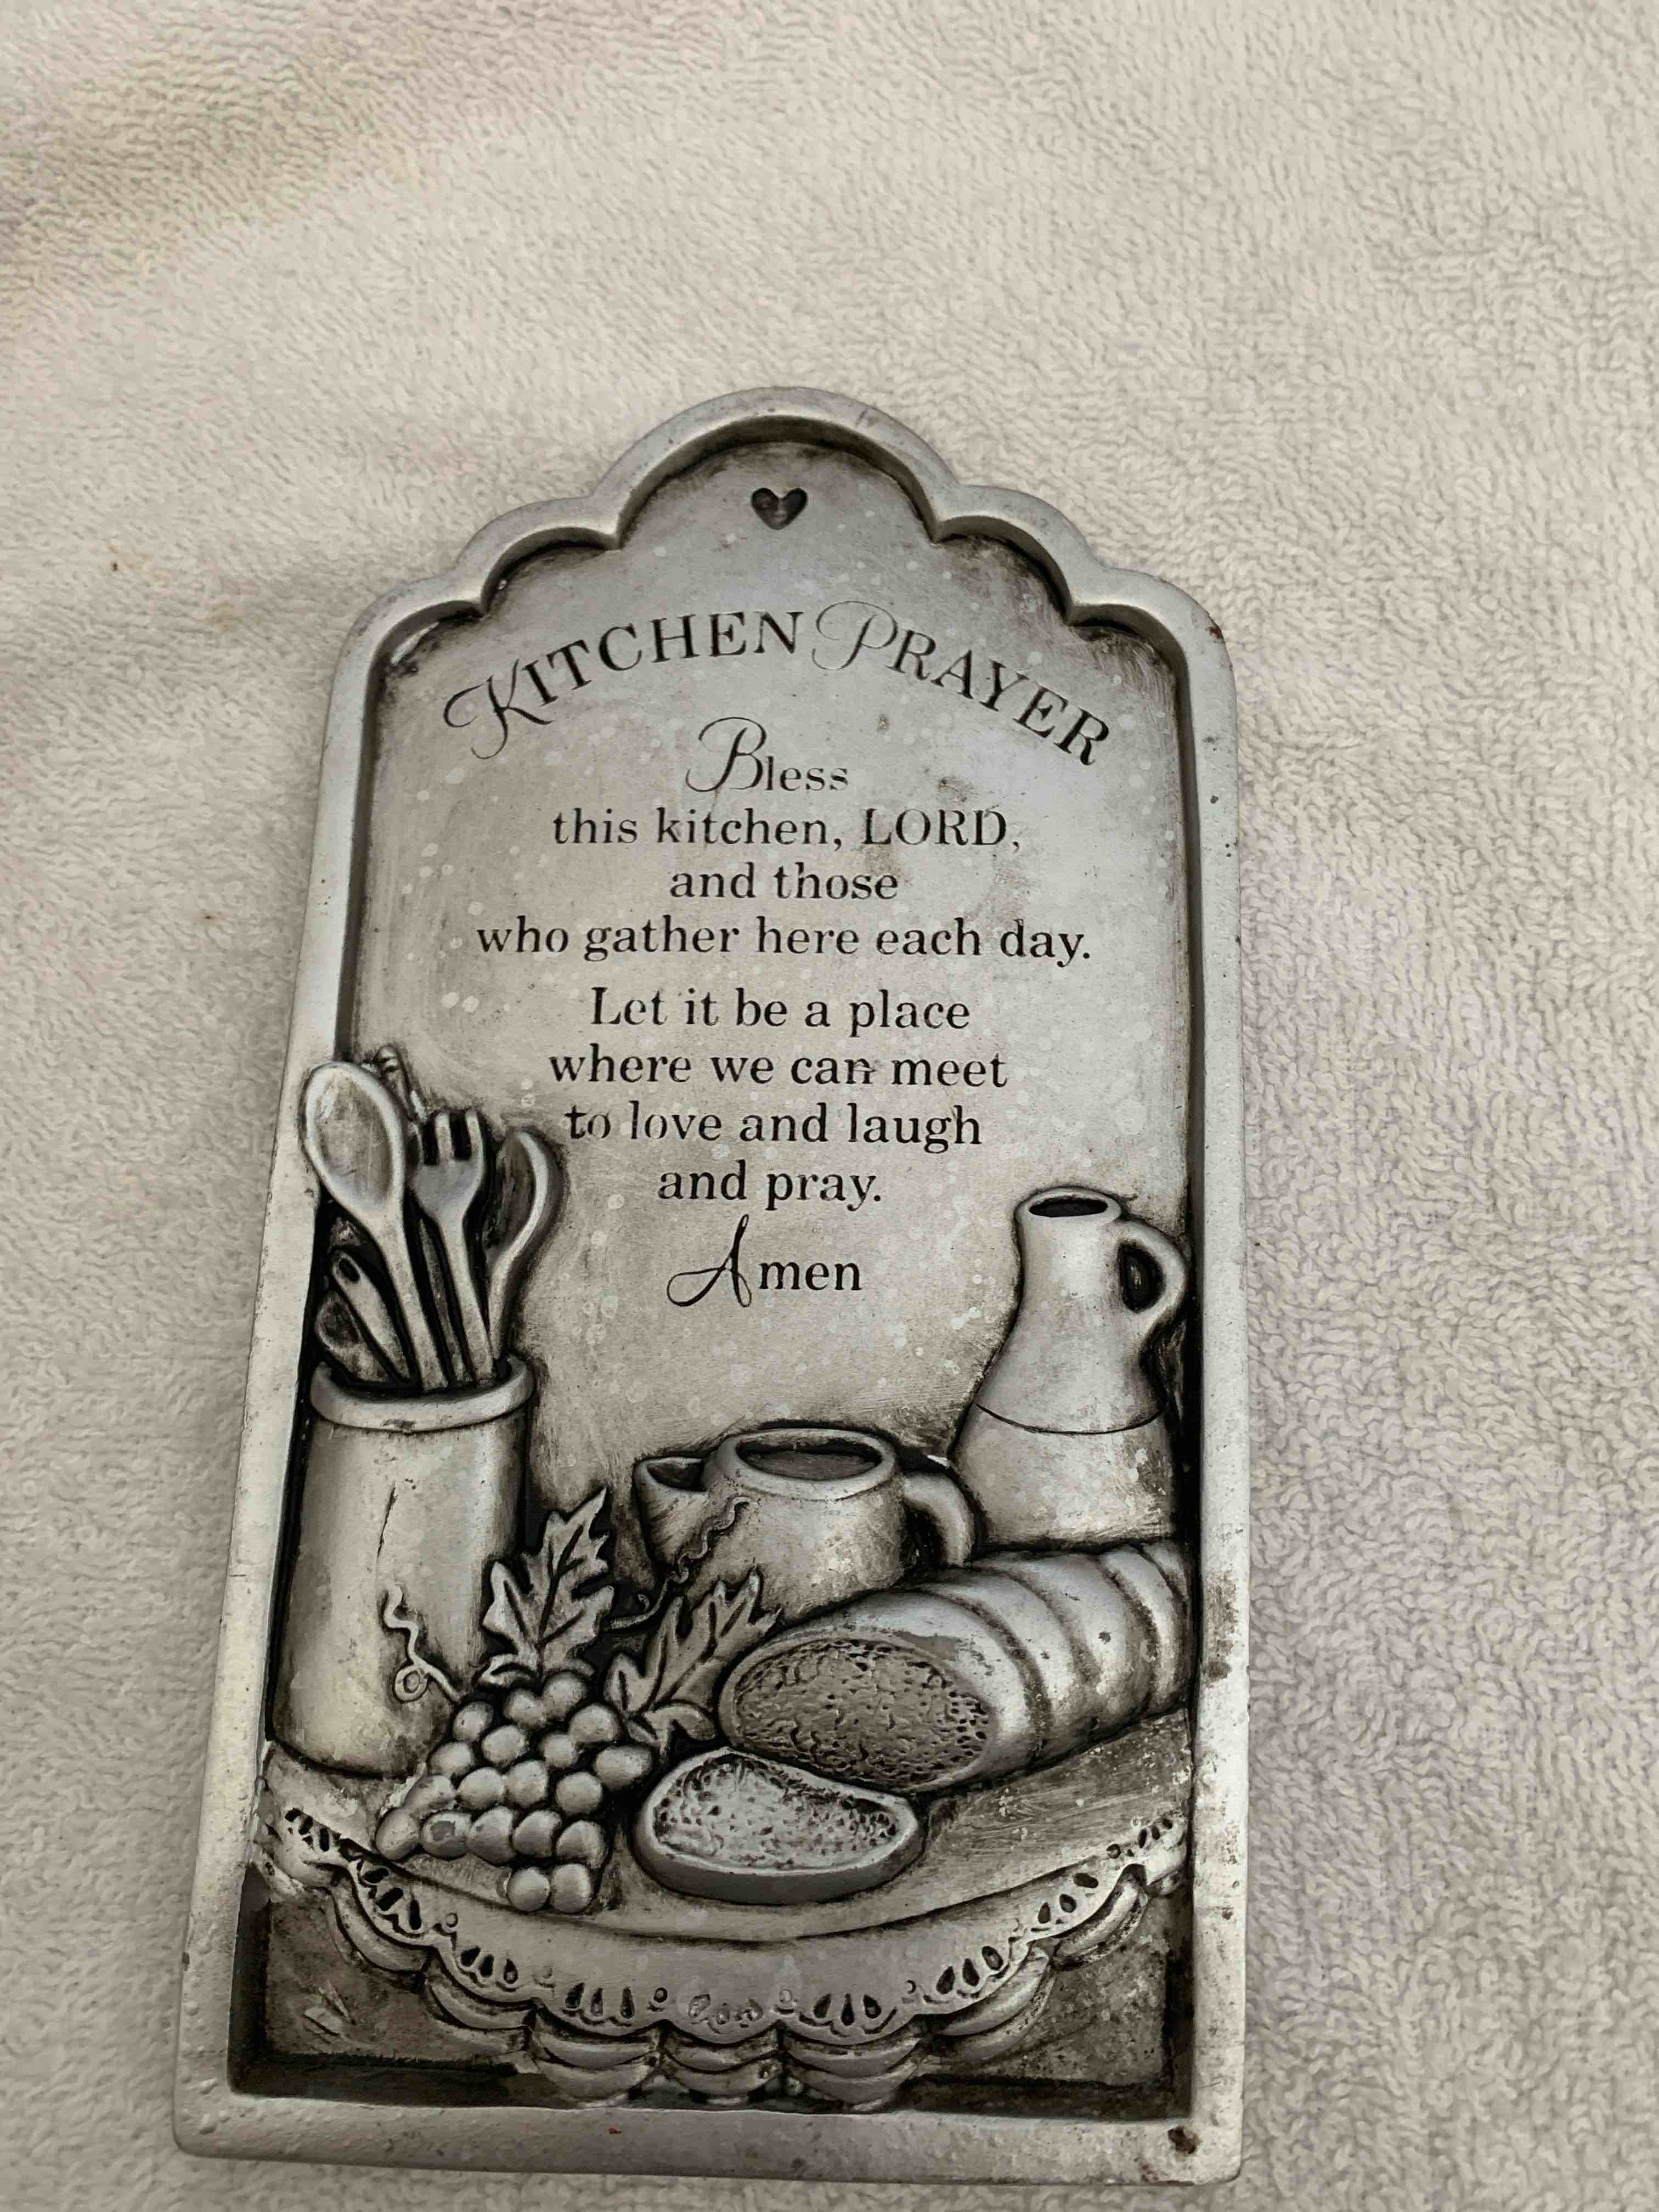 KITCHEN PRAYER
Bless
this kitchen, LORD,
and those
who gather here each day.
Let it be a place
where we can meet
to love and laugh
and pray.
Amen